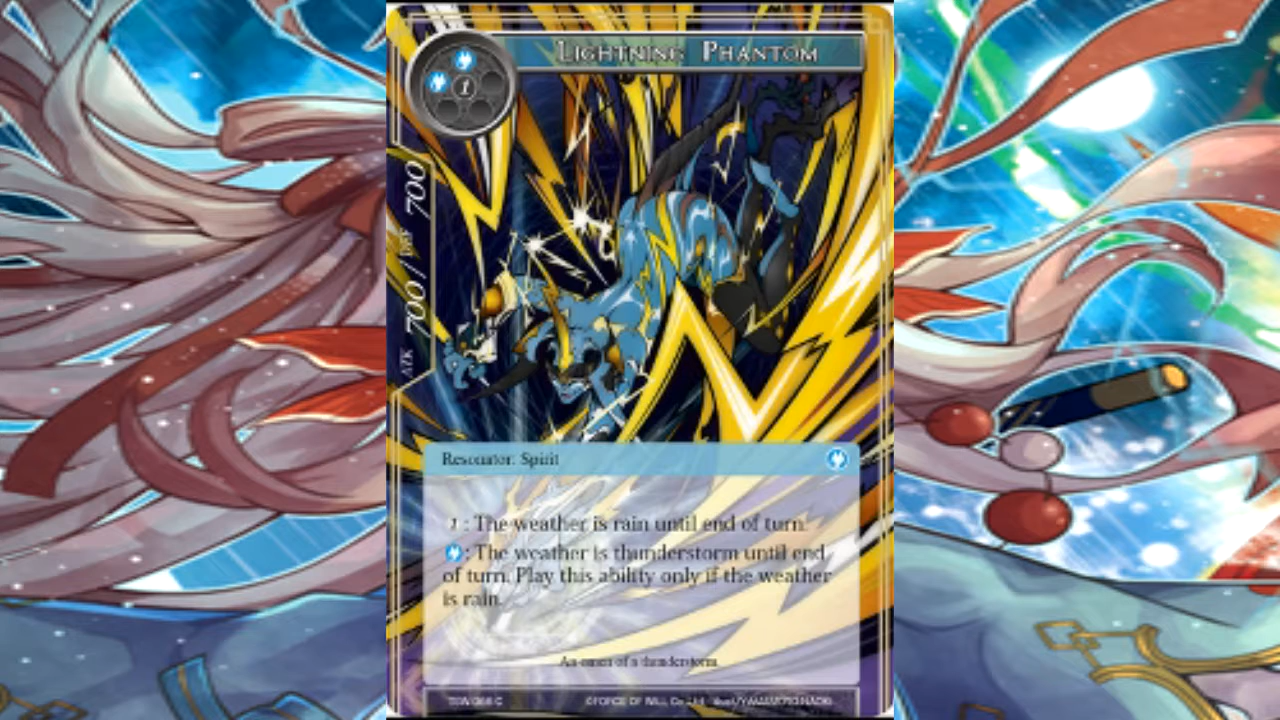 Lightning Phantom
1
ATK 700 / DEF 700
Resonator: Spirit
1 : The weather is rain until end of turn.
: The weather is thunderstorm until end
of turn. Play this ability only if the weather
is rain.
An omen of a thunderstorm.
©FORCE OF WILL Co.,Ltd.